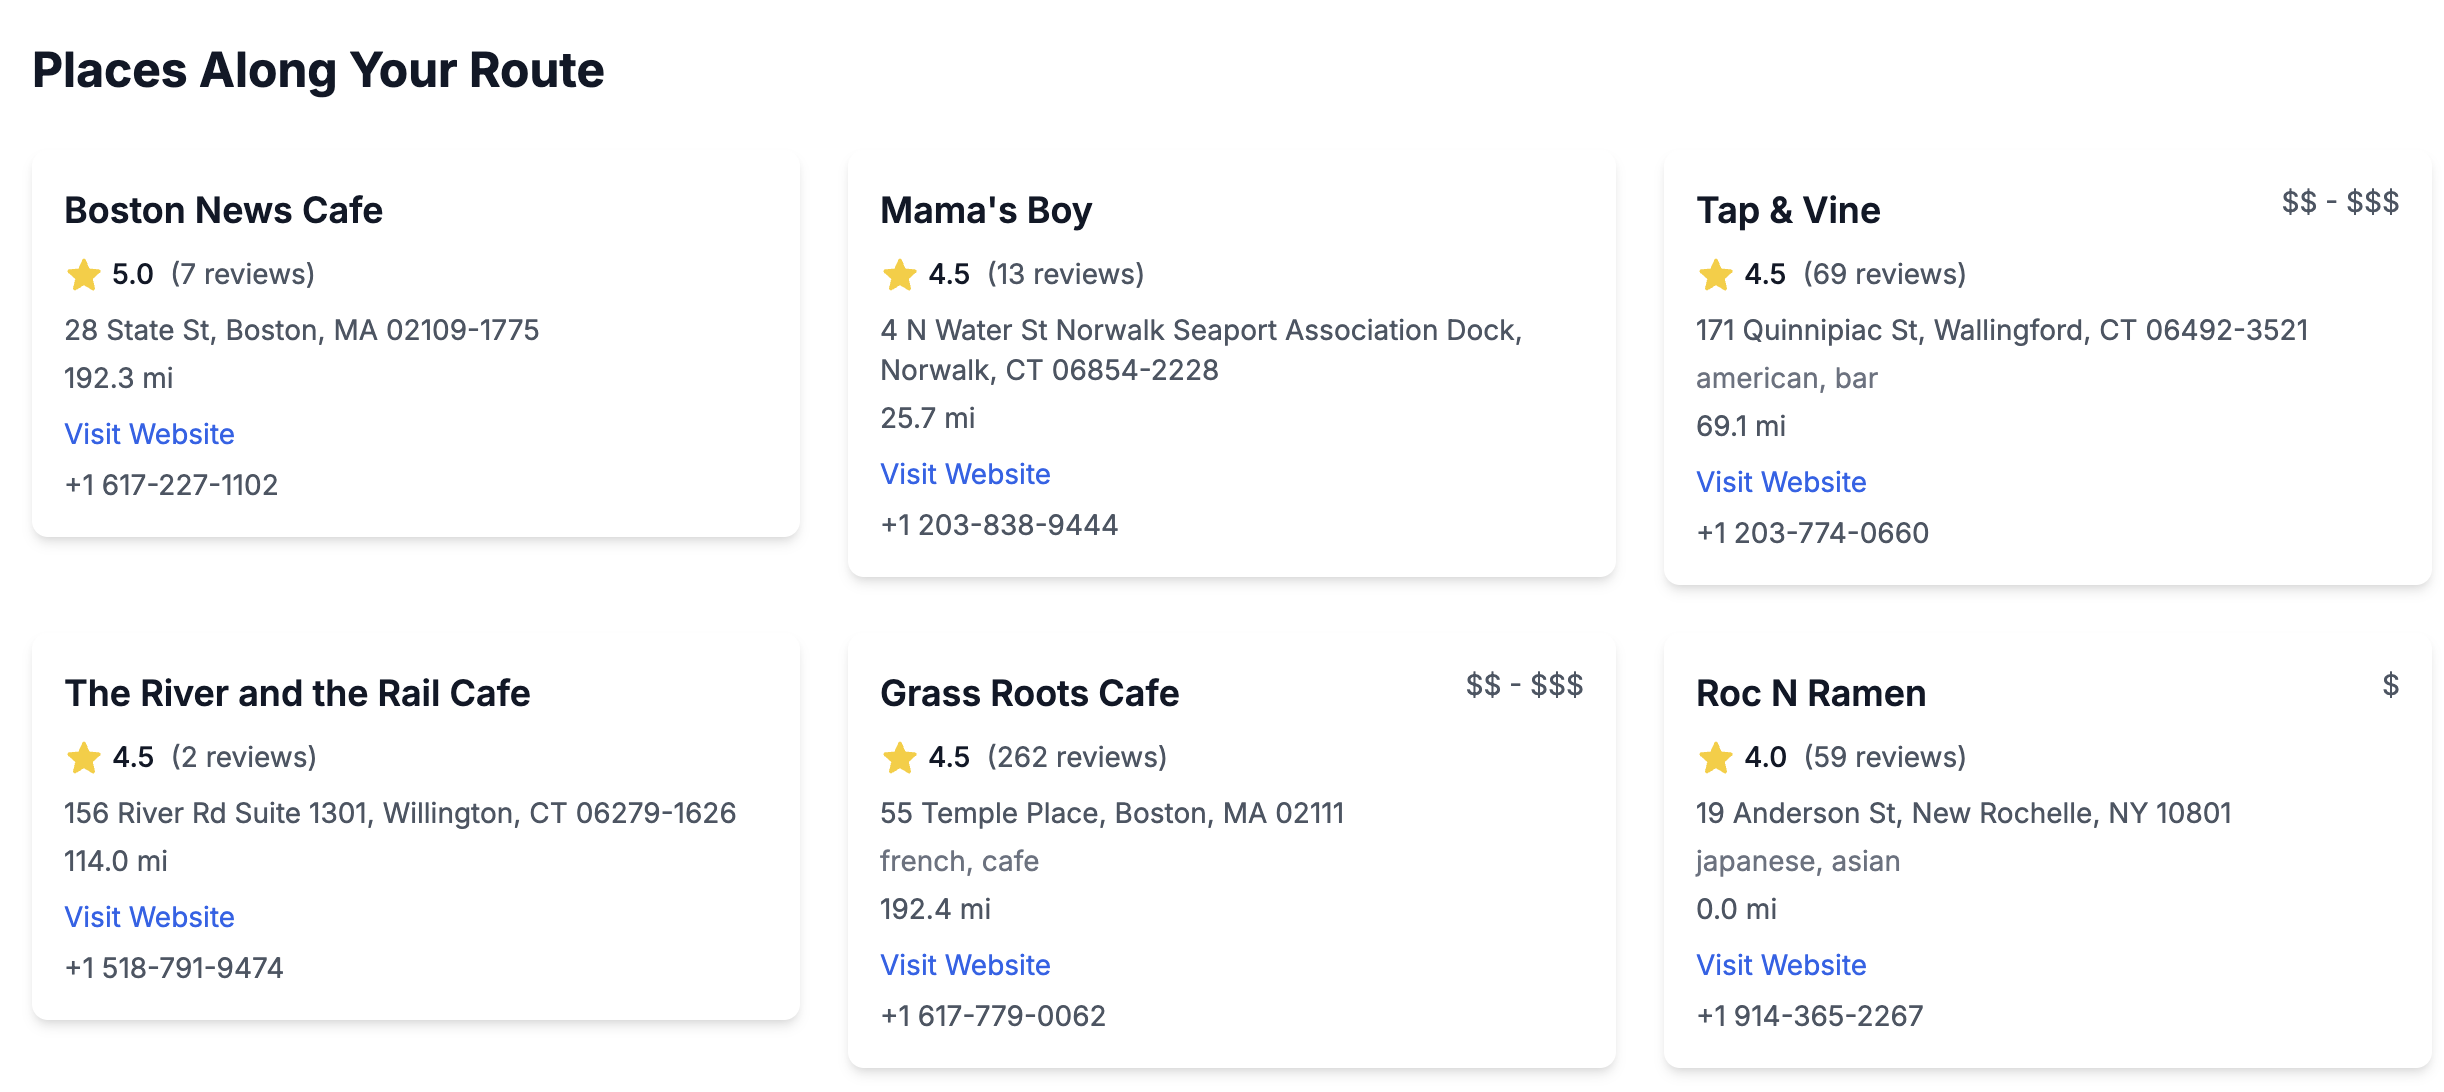 Places Along Your Route
Boston News Cafe
5.0 (7 reviews)
28 State St, Boston, MA 02109-1775
192.3 mi
Visit Website
+1 617-227-1102
Mama's Boy
4.5 (13 reviews)
4 N Water St Norwalk Seaport Association Dock,
Norwalk, CT 06854-2228
25.7 mi
Visit Website
+1 203-838-9444
Tap & Vine
$$ - $$$
4.5 (69 reviews)
171 Quinnipiac St, Wallingford, CT 06492-3521
american, bar
69.1 mi
Visit Website
+1 203-774-0660
The River and the Rail Cafe
4.5 (2 reviews)
156 River Rd Suite 1301, Willington, CT 06279-1626
114.0 mi
Visit Website
+1 518-791-9474
Grass Roots Cafe
$$ - $$$
4.5 (262 reviews)
55 Temple Place, Boston, MA 02111
french, cafe
192.4 mi
Visit Website
+1 617-779-0062
Roc N Ramen
$
4.0 (59 reviews)
19 Anderson St, New Rochelle, NY 10801
japanese, asian
0.0 mi
Visit Website
+1 914-365-2267